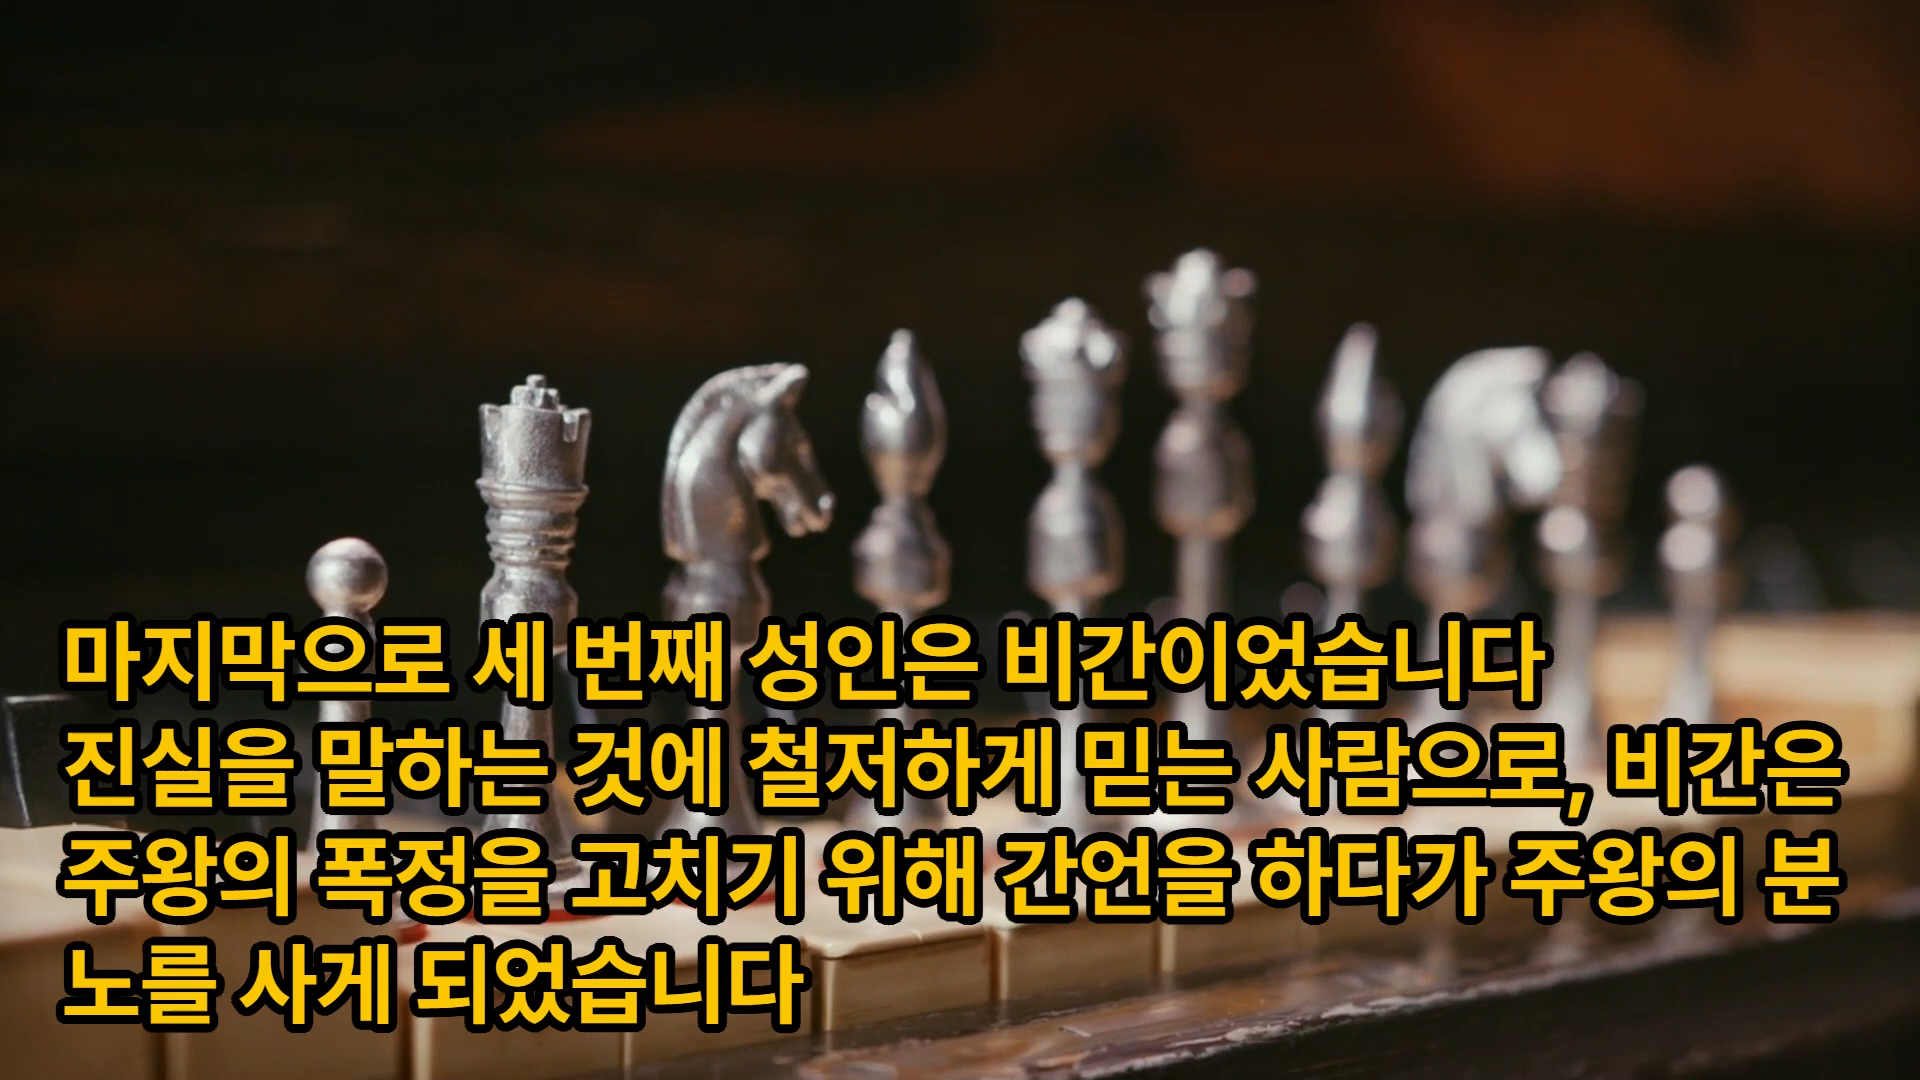 마지막으로 세 번째 성인은 비간이었습니다
진실을 말하는 것에 철저하게 믿는 사람으로, 비간은
주왕의 폭정을 고치기 위해 간언을 하다가 주왕의 분
노를 사게 되었습니다